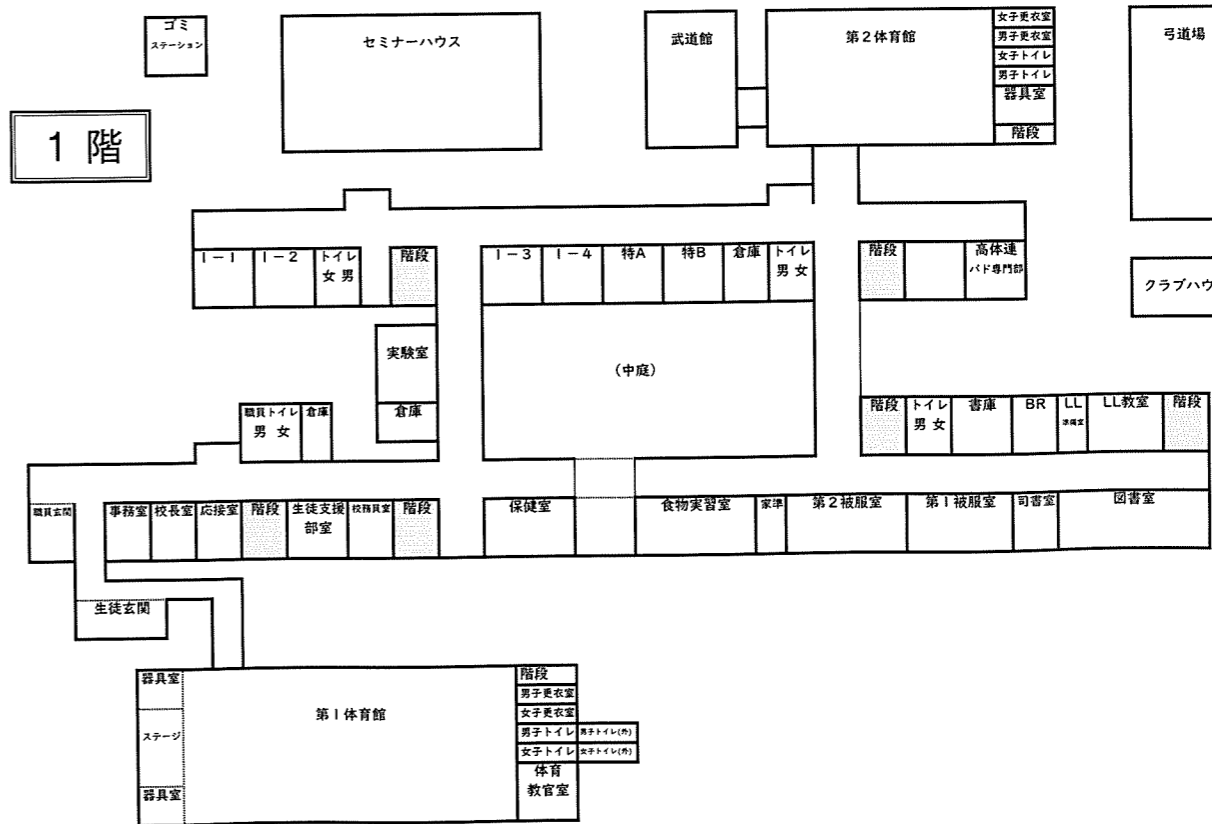 ゴミ
ステーション
セミナーハウス
武道館
第2体育館
女子更衣室
男子更衣室
女子トイレ
男子トイレ
器具室
階段
弓道場
1 階
1-1
1-2
トイレ
女 男
階段
1-3
1-4
特A
特B
倉庫
トイレ
男 女
階段
高体連
バド専門部
クラブハウ
実験室
倉庫
(中庭)
職員トイレ
男 女
倉庫
階段
トイレ
男 女
書庫
BR
LL
準備室
LL教室
階段
職員玄関
事務室
校長室
応接室
階段
生徒支援
部室
校務員室
階段
保健室
食物実習室
家準
第2被服室
第1被服室
司書室
図書室
生徒玄関
器具室
ステージ
器具室
第1体育館
階段
男子更衣室
女子更衣室
男子トイレ
男子トイレ(外)
女子トイレ
女子トイレ(外)
体育
教官室